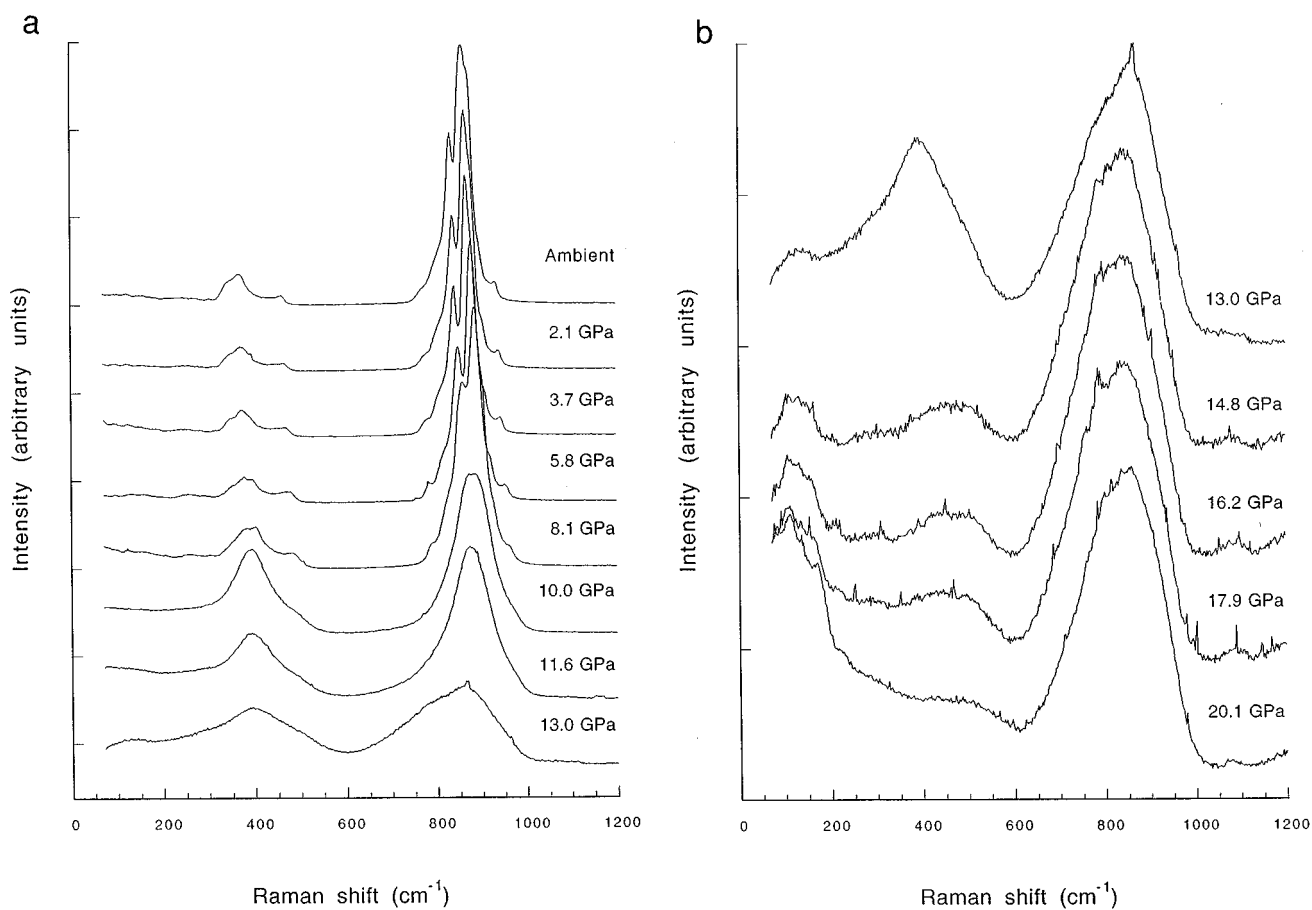 a
Intensity (arbitrary units)
Ambient
2.1 GPa
3.7 GPa
5.8 GPa
8.1 GPa
10.0 GPa
11.6 GPa
13.0 GPa
0 200 400 600 800 1000 1200
Raman shift (cm-1)
b
Intensity (arbitrary units)
13.0 GPa
14.8 GPa
16.2 GPa
17.9 GPa
20.1 GPa
0 200 400 600 800 1000 1200
Raman shift (cm-1)